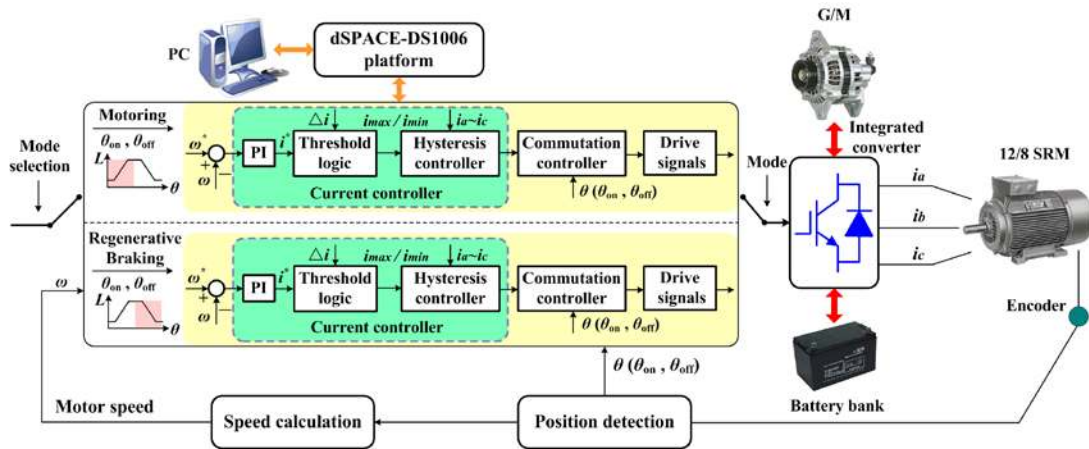 G/M
PC
dSPACE-DS1006
platform
Mode
selection
Motoring
θon , θoff
L
θ
ω*
+
ω
−
PI
i*
△i
imax / imin
ia~ic
Threshold
logic
Hysteresis
controller
Current controller
Commutation
controller
θ (θon , θoff)
Drive
signals
Mode
Integrated
converter
12/8 SRM
ia
ib
ic
Regenerative
Braking
θon , θoff
L
θ
ω
ω*
+
ω
−
PI
i*
△i
imax / imin
ia~ic
Threshold
logic
Hysteresis
controller
Current controller
Commutation
controller
θ (θon , θoff)
Drive
signals
Encoder
θ (θon , θoff)
Battery bank
Motor speed
Speed calculation
Position detection